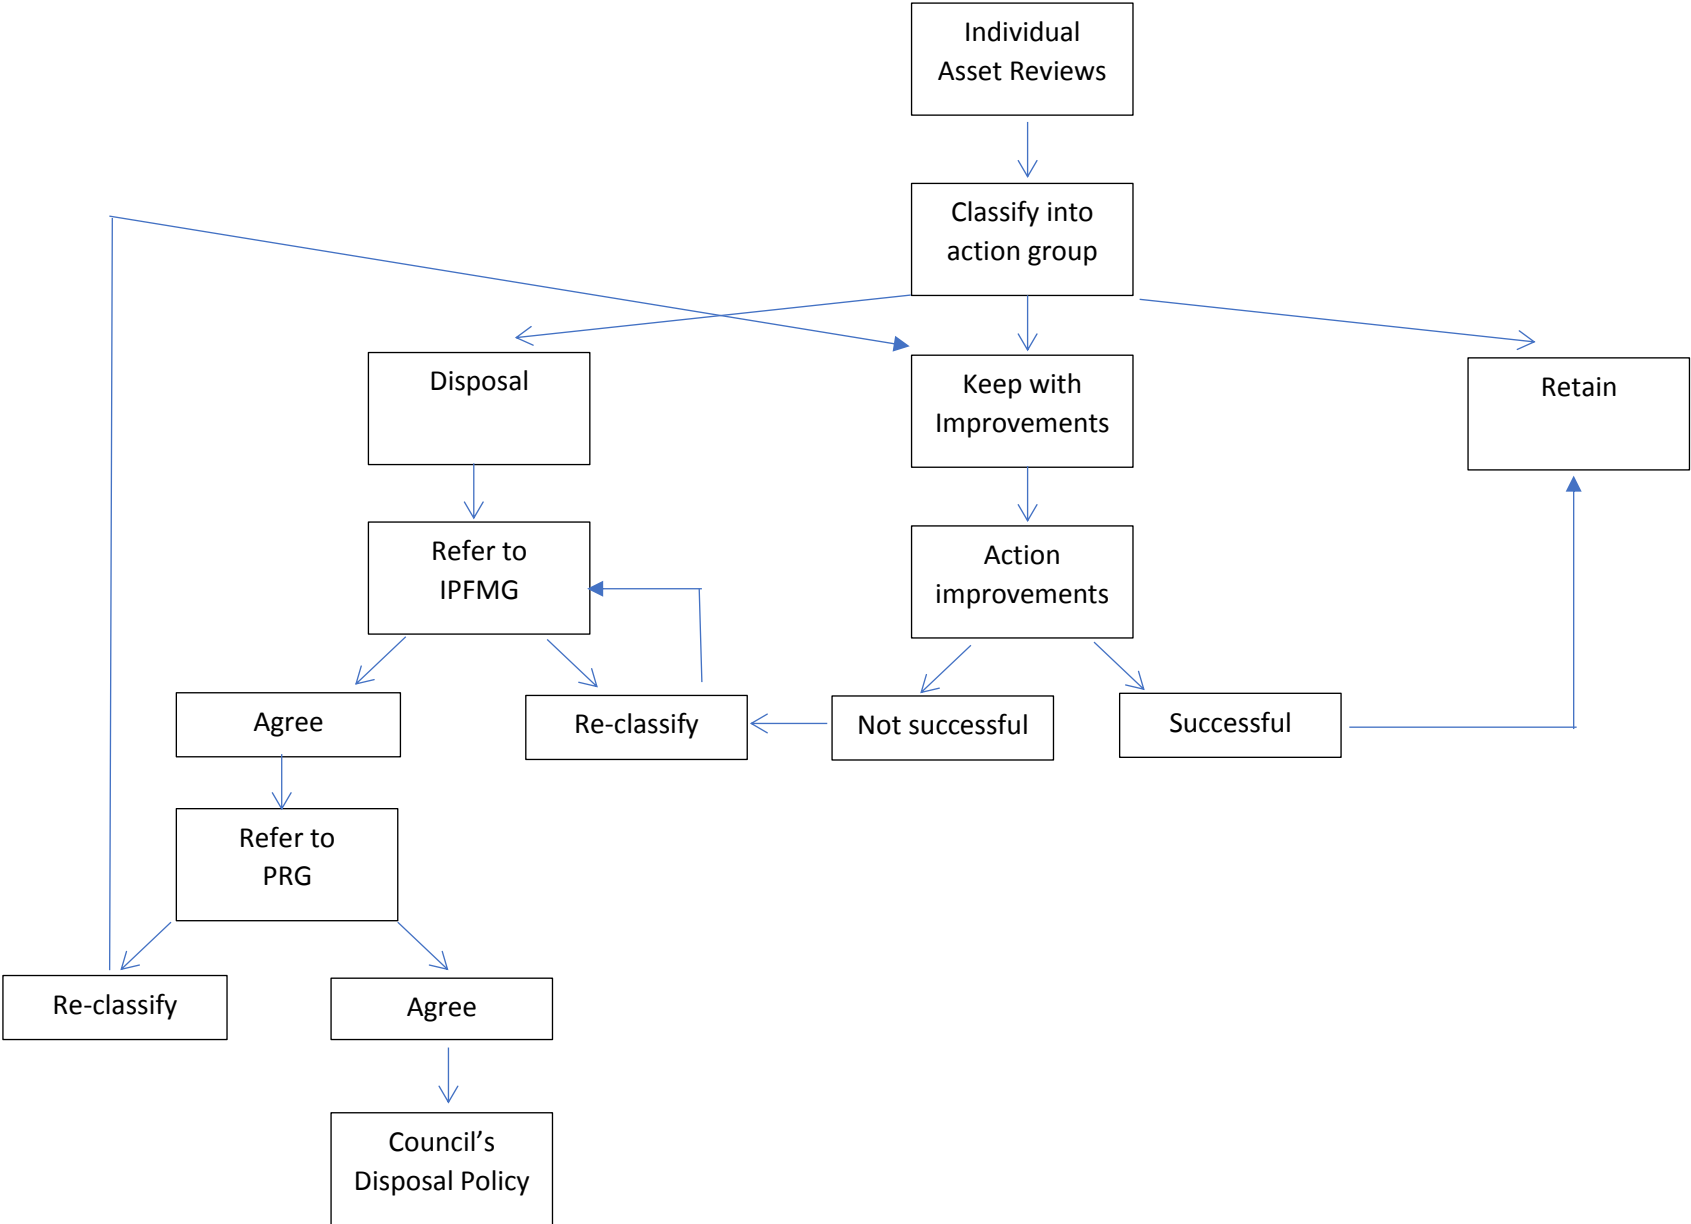 Individual
Asset Reviews
Classify into
action group
Disposal
Keep with
Improvements
Retain
Refer to
IPFMG
Action
improvements
Agree
Re-classify
Not successful
Successful
Refer to
PRG
Re-classify
Agree
Council’s
Disposal Policy